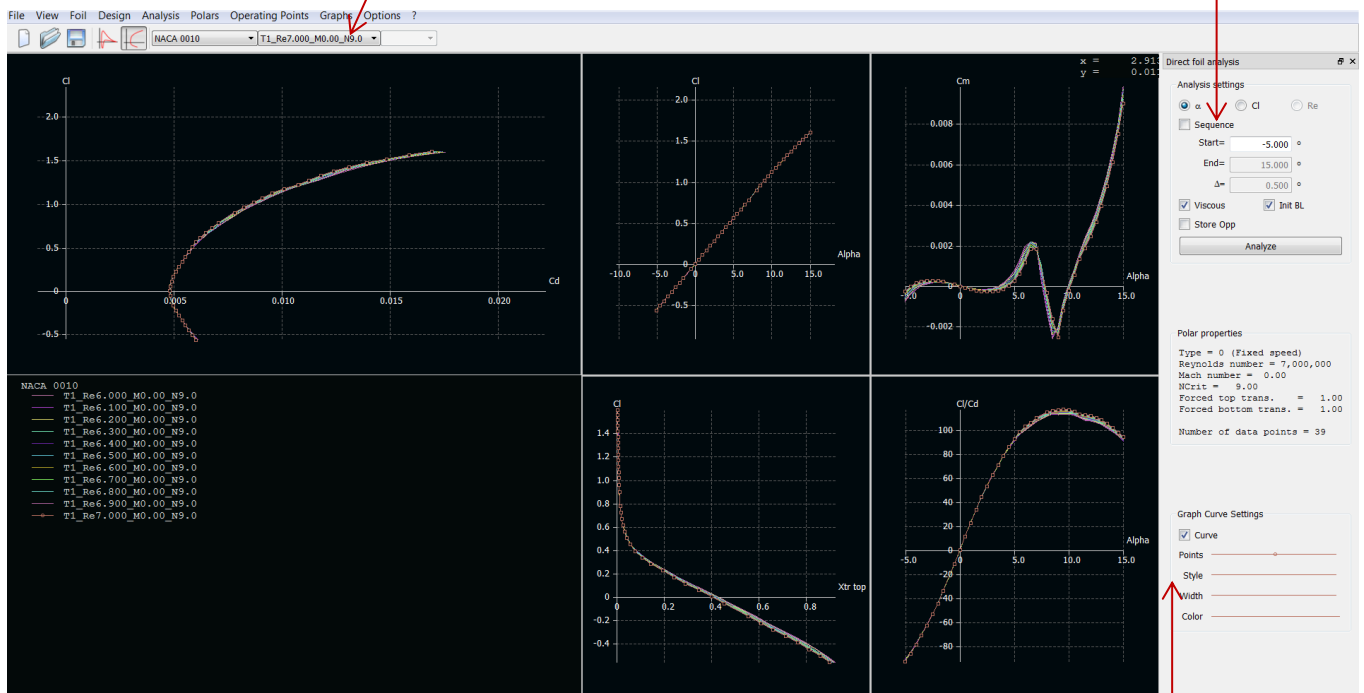 File View Foil Design Analysis Polars Operating Points Graphs Options ?
NACA 0010 T1_Re7.000_M0.00_N9.0
Cl
2.0
1.5
1.0
0.5
0
-0.5
0 0.005 0.010 0.015 0.020
Cd
Cl
2.0
1.5
1.0
0.5
0
-0.5
-10.0 -5.0 0 5.0 10.0 15.0
Alpha
x = 2.913
Cm
0.008
0.006
0.004
0.002
0
-0.002
0 5.0 10.0 15.0
Alpha
NACA 0010
T1_Re6.000_M0.00_N9.0
T1_Re6.100_M0.00_N9.0
T1_Re6.200_M0.00_N9.0
T1_Re6.300_M0.00_N9.0
T1_Re6.400_M0.00_N9.0
T1_Re6.500_M0.00_N9.0
T1_Re6.600_M0.00_N9.0
T1_Re6.700_M0.00_N9.0
T1_Re6.800_M0.00_N9.0
T1_Re6.900_M0.00_N9.0
T1_Re7.000_M0.00_N9.0
Cl
1.4
1.2
1.0
0.8
0.6
0.4
0.2
0
-0.2
-0.4
0 0.2 0.4 0.6 0.8
Xtr top
Cl/Cd
100
80
60
40
20
0
-20
-40
-60
-80
-5.0 0 5.0 10.0 15.0
Alpha
Direct foil analysis
Analysis settings
α Cl Re
Sequence
Start= -5.000 °
End= 15.000 °
Δ= 0.500 °
Viscous Init BL
Store Opp
Analyze
Polar properties
Type = 0 (Fixed speed)
Reynolds number = 7,000,000
Mach number = 0.00
NCrit = 9.00
Forced top trans. = 1.00
Forced bottom trans. = 1.00
Number of data points = 39
Graph Curve Settings
Curve
Points
Style
Width
Color